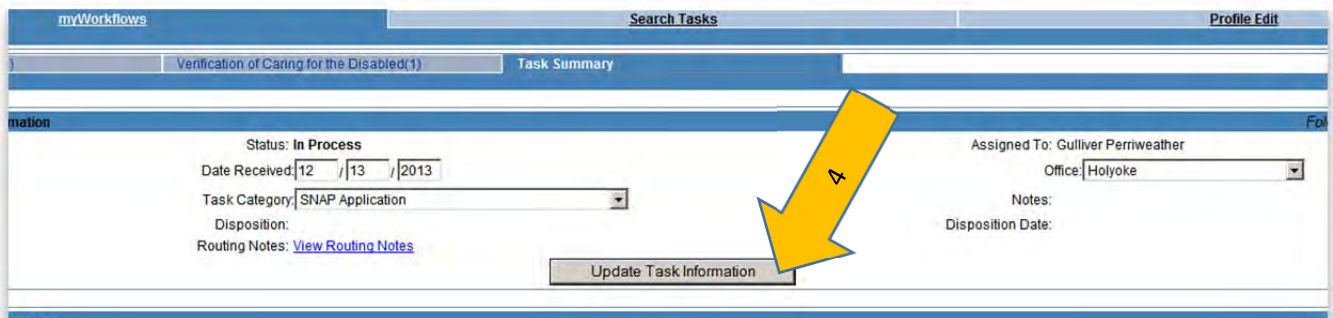 myWorkflows Search Tasks Profile Edit
) Verification of Caring for the Disabled(1) Task Summary
mation Fol
Status: In Process Assigned To: Gulliver Perriweather
Date Received: 12 / 13 / 2013 Office: Holyoke
Task Category: SNAP Application Notes:
Disposition: Disposition Date:
Routing Notes: View Routing Notes
Update Task Information
4